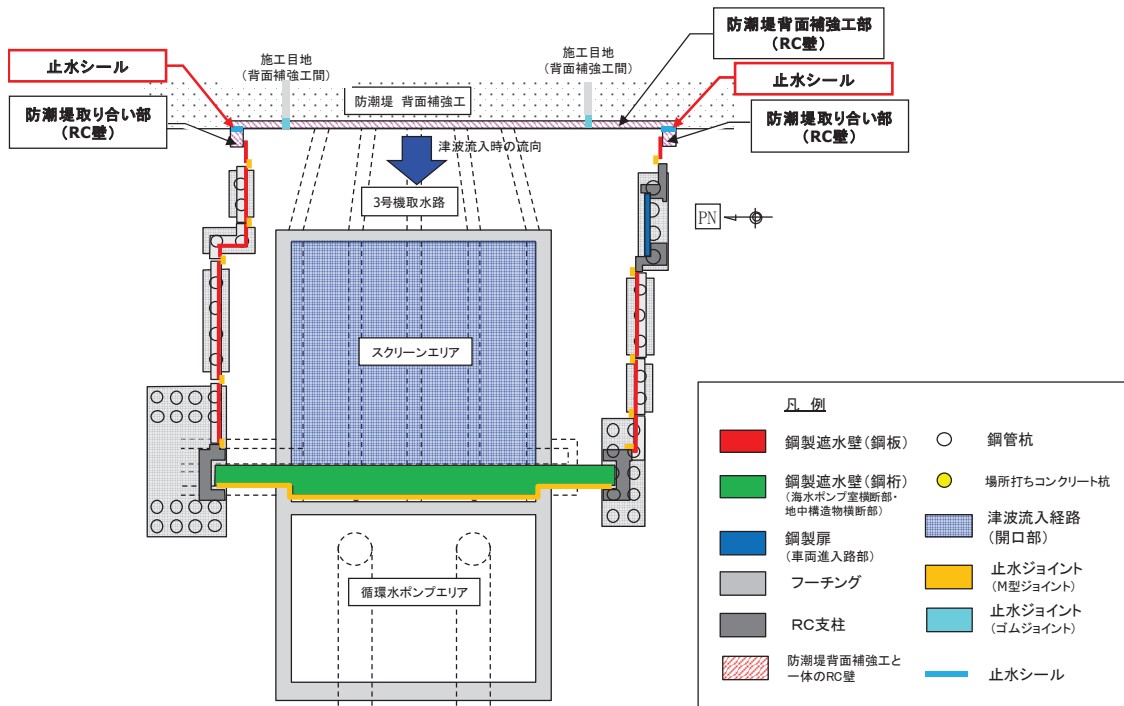 防潮堤背面補強工部
(RC壁)
施工目地
(背面補強工間)
施工目地
(背面補強工間)
止水シール
止水シール
防潮堤 背面補強工
防潮堤取り合い部
(RC壁)
防潮堤取り合い部
(RC壁)
津波流入時の流向
3号機取水路
PN
スクリーンエリア
循環水ポンプエリア
凡 例
鋼製遮水壁(鋼板)
鋼製遮水壁(鋼桁)
(海水ポンプ室横断部・
地中構造物横断部)
鋼製扉
(車両進入路部)
フーチング
RC支柱
防潮堤背面補強工と
一体のRC壁
鋼管杭
場所打ちコンクリート杭
津波流入経路
(開口部)
止水ジョイント
(M型ジョイント)
止水ジョイント
(ゴムジョイント)
止水シール